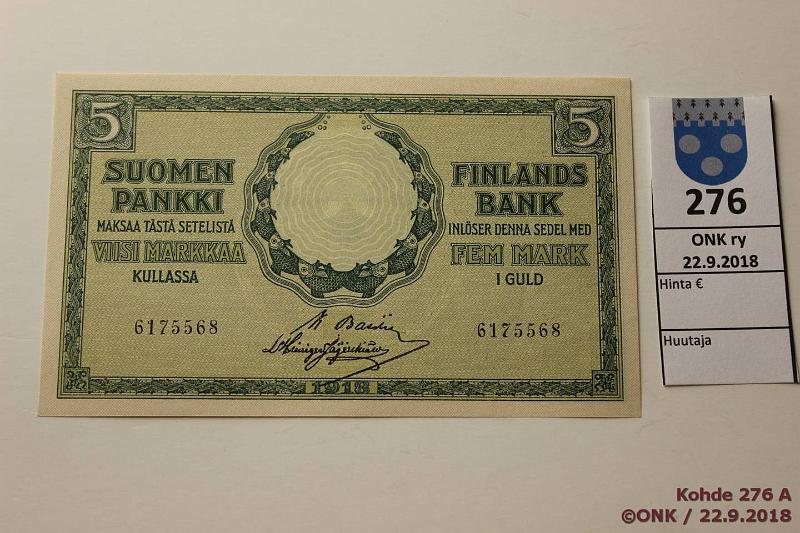 5
5
SUOMEN
PANKKI
MAKSAA TÄSTÄ SETELISTÄ
VIISI MARKKAA
KULLASSA
FINLANDS
BANK
INLÖSER DENNA SEDEL MED
FEM MARK
I GULD
6175568
6175568
276
ONK ry
22.9.2018
Hinta €
Huutaja
Kohde 276 A
©ONK / 22.9.2018